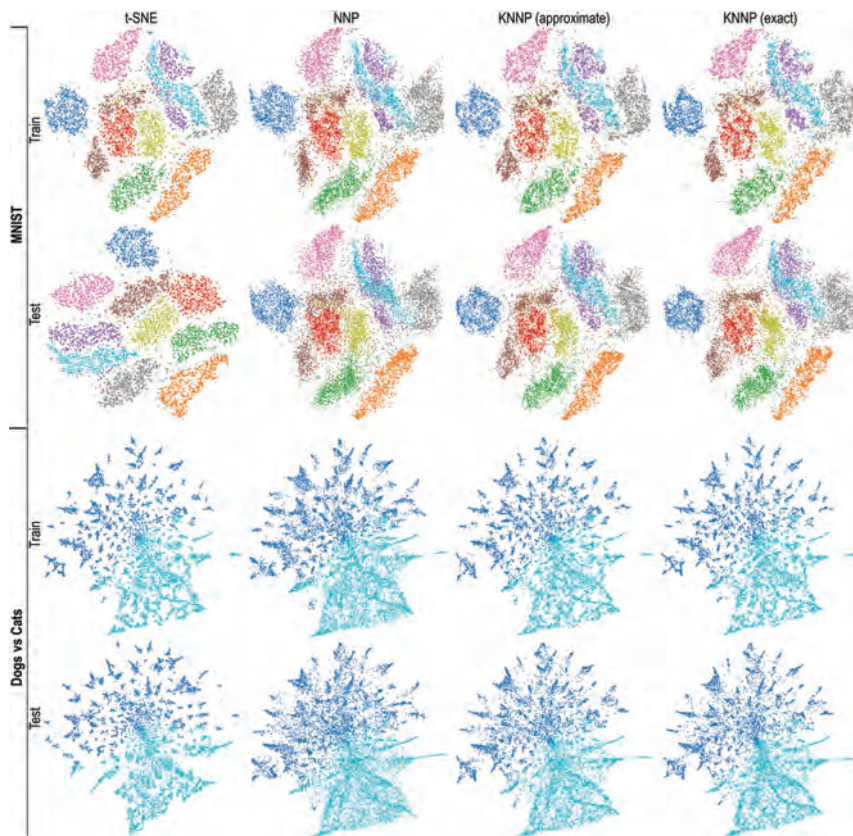 t-SNE
NNP
KNNP (approximate)
KNNP (exact)
MNIST
Train
Test
Dogs vs Cats
Train
Test